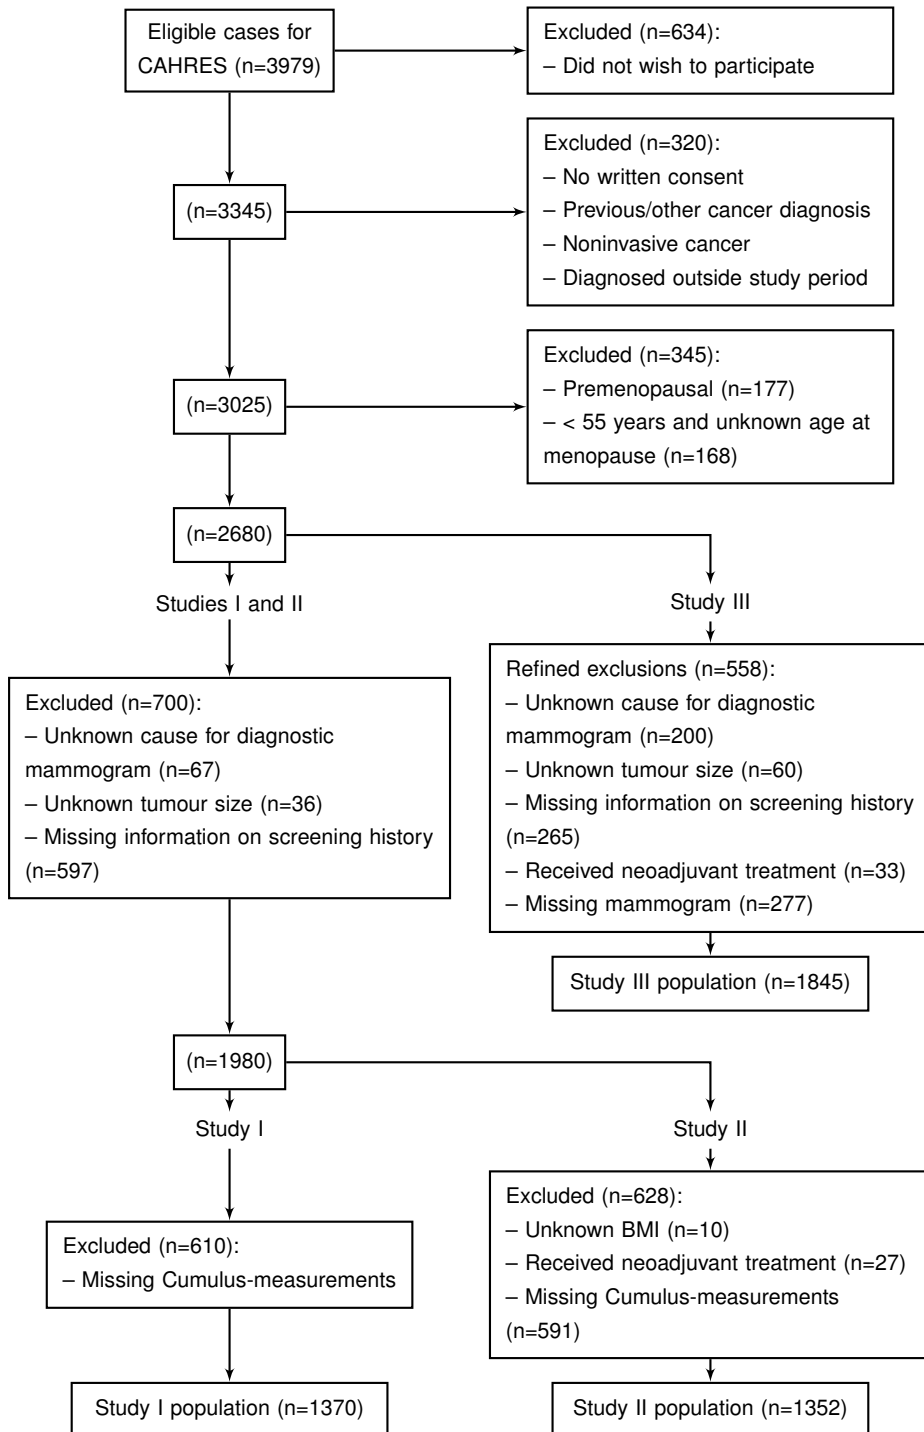 Eligible cases for
CAHRES (n=3979)
Excluded (n=634):
– Did not wish to participate
(n=3345)
Excluded (n=320):
– No written consent
– Previous/other cancer diagnosis
– Noninvasive cancer
– Diagnosed outside study period
(n=3025)
Excluded (n=345):
– Premenopausal (n=177)
– < 55 years and unknown age at
menopause (n=168)
(n=2680)
Studies I and II
Study III
Excluded (n=700):
– Unknown cause for diagnostic
mammogram (n=67)
– Unknown tumour size (n=36)
– Missing information on screening history
(n=597)
Refined exclusions (n=558):
– Unknown cause for diagnostic
mammogram (n=200)
– Unknown tumour size (n=60)
– Missing information on screening history
(n=265)
– Received neoadjuvant treatment (n=33)
– Missing mammogram (n=277)
Study III population (n=1845)
(n=1980)
Study I
Study II
Excluded (n=610):
– Missing Cumulus-measurements
Excluded (n=628):
– Unknown BMI (n=10)
– Received neoadjuvant treatment (n=27)
– Missing Cumulus-measurements
(n=591)
Study I population (n=1370)
Study II population (n=1352)